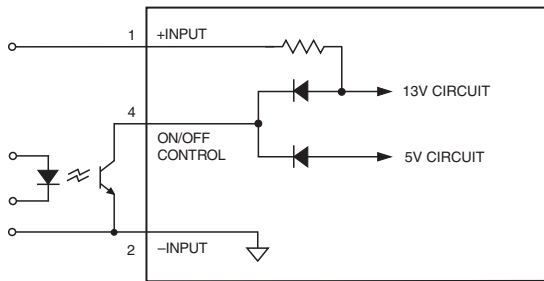 1
+INPUT
13V CIRCUIT
4
ON/OFF
CONTROL
5V CIRCUIT
2
–INPUT